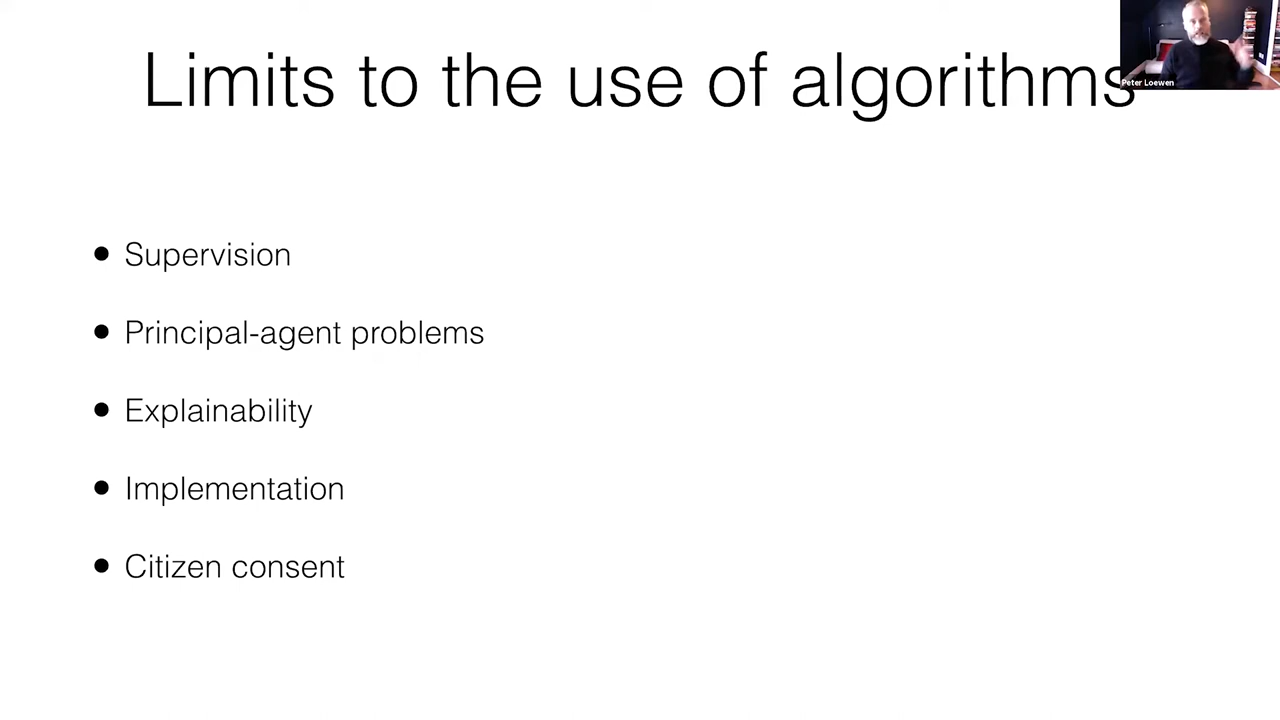 Limits to the use of algorithms
Peter Loewen
• Supervision
• Principal-agent problems
• Explainability
• Implementation
• Citizen consent